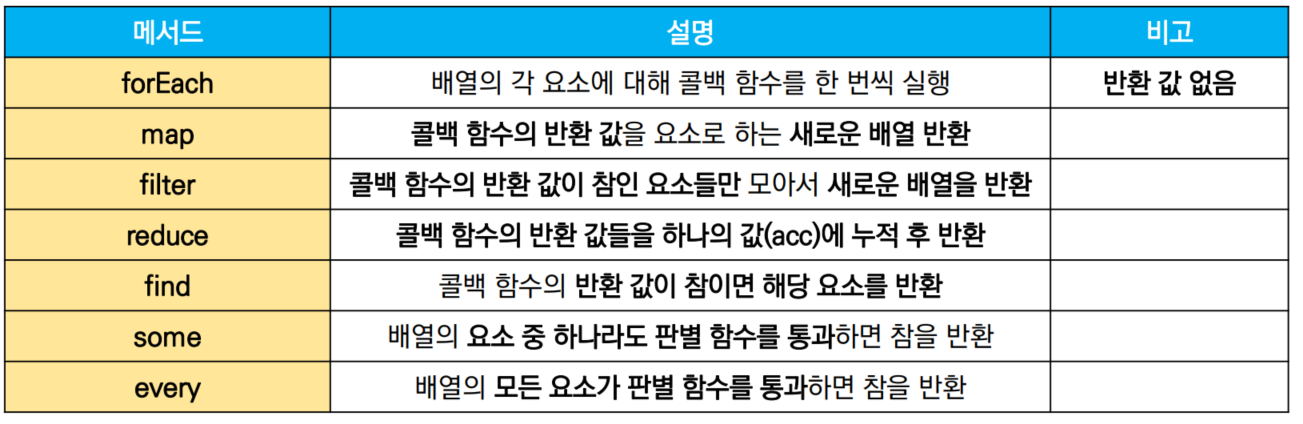 메서드 설명 비고
forEach 배열의 각 요소에 대해 콜백 함수를 한 번씩 실행 반환 값 없음
map 콜백 함수의 반환 값을 요소로 하는 새로운 배열 반환
filter 콜백 함수의 반환 값이 참인 요소들만 모아서 새로운 배열을 반환
reduce 콜백 함수의 반환 값들을 하나의 값(acc)에 누적 후 반환
find 콜백 함수의 반환 값이 참이면 해당 요소를 반환
some 배열의 요소 중 하나라도 판별 함수를 통과하면 참을 반환
every 배열의 모든 요소가 판별 함수를 통과하면 참을 반환